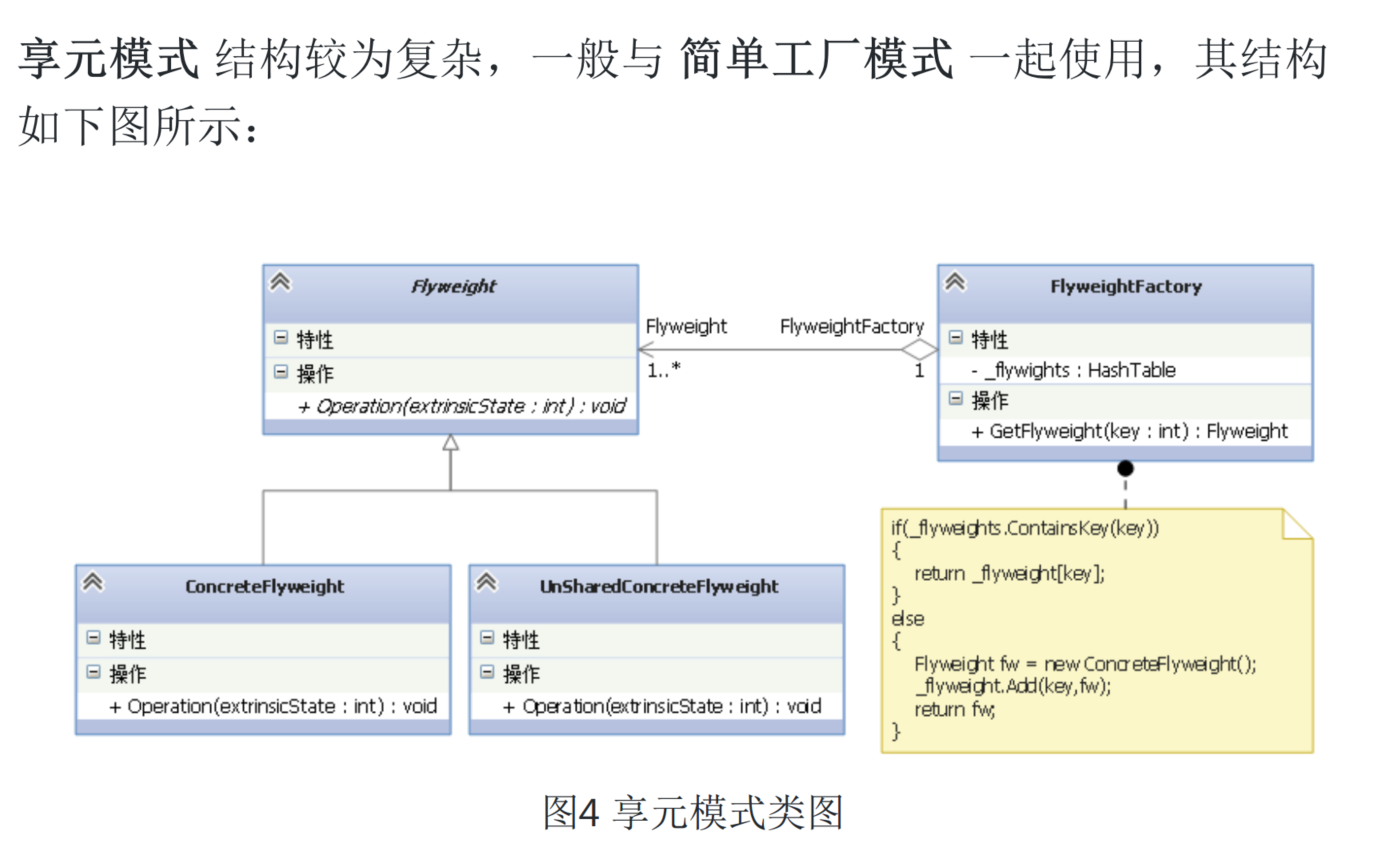 享元模式 结构较为复杂，一般与 简单工厂模式 一起使用，其结构
如下图所示：
Flyweight
特性
操作
+ Operation(extrinsicState : int) : void
Flyweight
FlyweightFactory
1..*
1
FlyweightFactory
特性
- _flywights : HashTable
操作
+ GetFlyweight(key : int) : Flyweight
ConcreteFlyweight
特性
操作
+ Operation(extrinsicState : int) : void
UnSharedConcreteFlyweight
特性
操作
+ Operation(extrinsicState : int) : void
if(_flyweights.ContainsKey(key))
{
return _flyweight[key];
}
else
{
Flyweight fw = new ConcreteFlyweight();
_flyweight.Add(key,fw);
return fw;
}
图4 享元模式类图